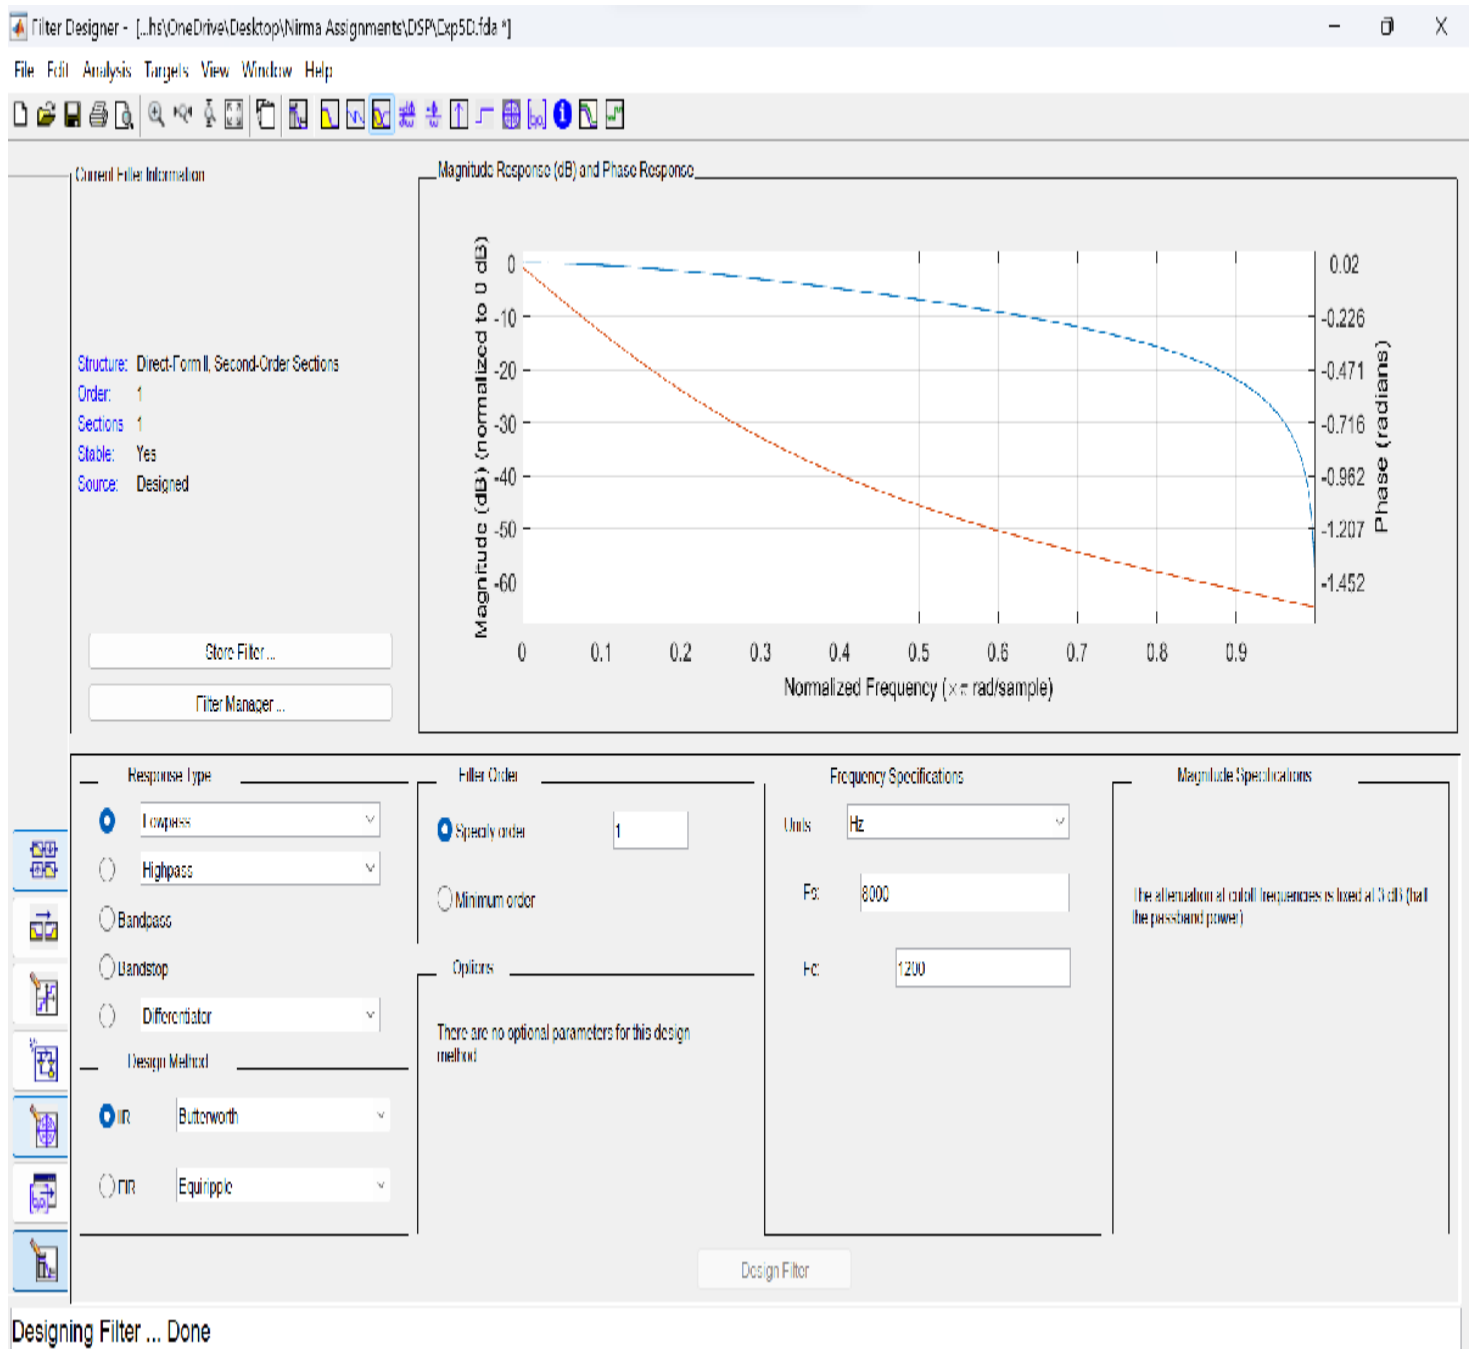 Filter Designer - [...hs\OneDrive\Desktop\Nirma Assignments\DSP\Exp5D.fda *]
File Edit Analysis Targets View Window Help
Current Filter Information
Structure: Direct-Form II, Second-Order Sections
Order: 1
Sections 1
Stable: Yes
Source: Designed
Store Filter ...
Filter Manager ...
Magnitude Response (dB) and Phase Response
Magnitude (dB) (normalized to 0 dB)
0
-10
-20
-30
-40
-50
-60
0.02
-0.226
-0.471
-0.716
-0.962
-1.207
-1.452
Phase (radians)
0 0.1 0.2 0.3 0.4 0.5 0.6 0.7 0.8 0.9
Normalized Frequency (×π rad/sample)
Response Type
Lowpass
Highpass
Bandpass
Bandstop
Differentiator
Design Method
IIR Butterworth
FIR Equiripple
Filter Order
Specify order 1
Minimum order
Options
There are no optional parameters for this design
method
Frequency Specifications
Units Hz
Fs: 8000
Fc: 1200
Magnitude Specifications
The attenuation at cutoff frequencies is fixed at 3 dB (half
the passband power)
Design Filter
Designing Filter ... Done